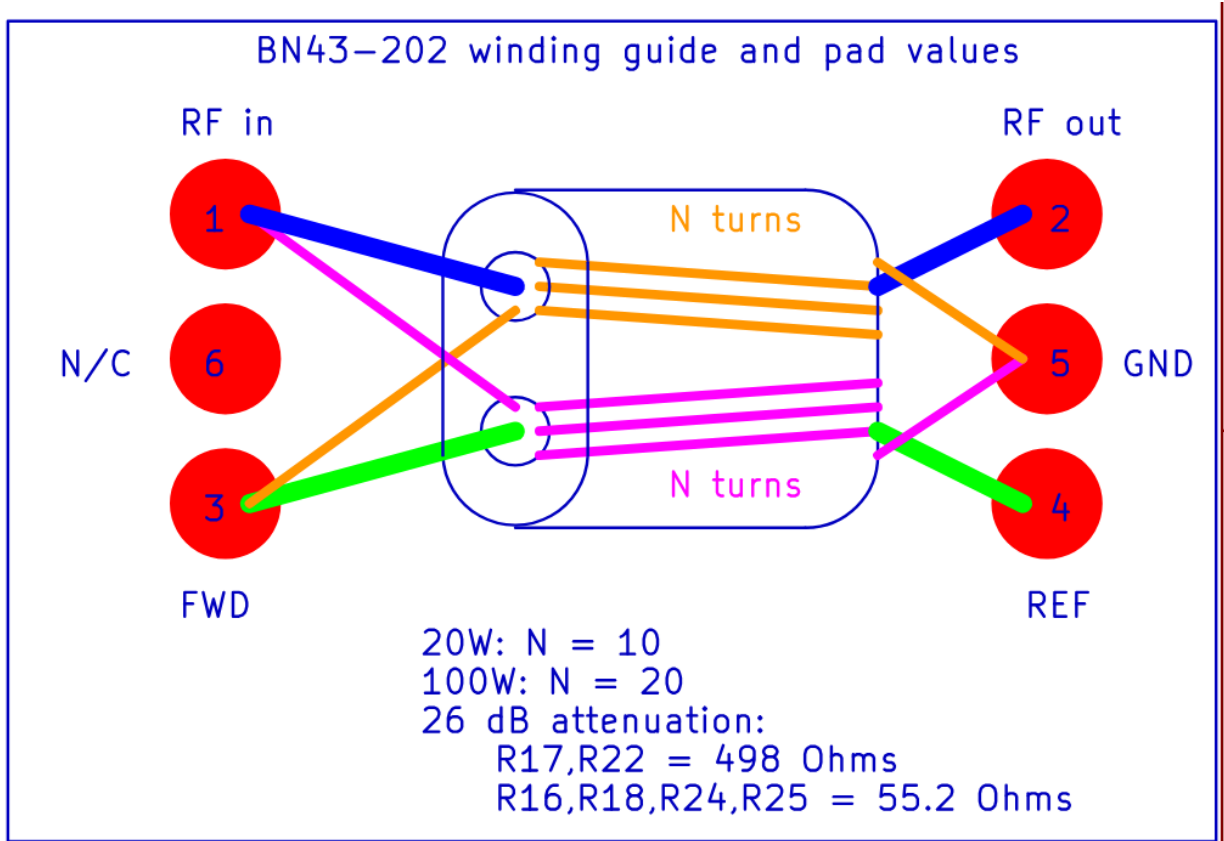 BN43-202 winding guide and pad values
RF in
RF out
1
N turns
2
N/C
6
5
GND
3
N turns
4
FWD
REF
20W: N = 10
100W: N = 20
26 dB attenuation:
R17,R22 = 498 Ohms
R16,R18,R24,R25 = 55.2 Ohms